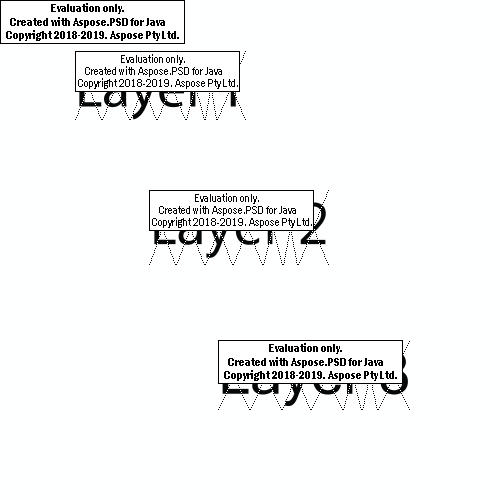 Evaluation only.
Created with Aspose.PSD for Java
Copyright 2018-2019. Aspose Pty Ltd.
Evaluation only.
Created with Aspose.PSD for Java
Copyright 2018-2019. Aspose Pty Ltd.
Layer 1
Evaluation only.
Created with Aspose.PSD for Java
Copyright 2018-2019. Aspose Pty Ltd.
Layer 2
Evaluation only.
Created with Aspose.PSD for Java
Copyright 2018-2019. Aspose Pty Ltd.
Layer 3